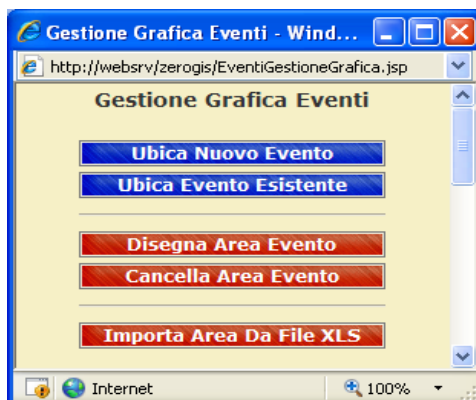 Gestione Grafica Eventi - Wind...
http://websrv/zerogis/EventiGestioneGrafica.jsp
Gestione Grafica Eventi
Ubica Nuovo Evento
Ubica Evento Esistente
Disegna Area Evento
Cancella Area Evento
Importa Area Da File XLS
Internet 100%